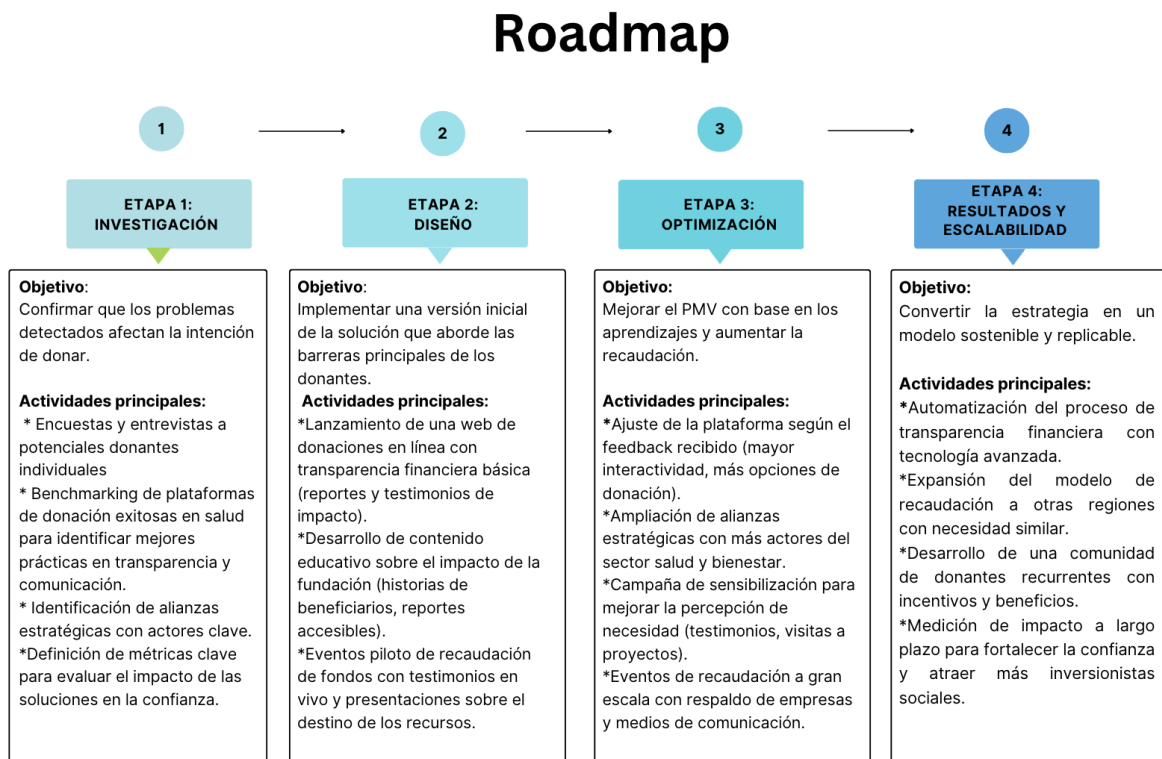 Roadmap
1
2
3
4
ETAPA 1:
INVESTIGACIÓN
ETAPA 2:
DISEÑO
ETAPA 3:
OPTIMIZACIÓN
ETAPA 4:
RESULTADOS Y
ESCALABILIDAD
Objetivo:
Confirmar que los problemas
detectados afectan la intención
de donar.
Actividades principales:
* Encuestas y entrevistas a
potenciales donantes
individuales
* Benchmarking de plataformas
de donación exitosas en salud
para identificar mejores
prácticas en transparencia y
comunicación.
* Identificación de alianzas
estratégicas con actores clave.
*Definición de métricas clave
para evaluar el impacto de las
soluciones en la confianza.
Objetivo:
Implementar una versión inicial
de la solución que aborde las
barreras principales de los
donantes.
Actividades principales:
*Lanzamiento de una web de
donaciones en línea con
transparencia financiera básica
(reportes y testimonios de
impacto).
*Desarrollo de contenido
educativo sobre el impacto de la
fundación (historias de
beneficiarios, reportes
accesibles).
*Eventos piloto de recaudación
de fondos con testimonios en
vivo y presentaciones sobre el
destino de los recursos.
Objetivo:
Mejorar el PMV con base en los
aprendizajes y aumentar la
recaudación.
Actividades principales:
*Ajuste de la plataforma según el
feedback recibido (mayor
interactividad, más opciones de
donación).
*Ampliación de alianzas
estratégicas con más actores del
sector salud y bienestar.
*Campaña de sensibilización para
mejorar la percepción de
necesidad (testimonios, visitas a
proyectos).
*Eventos de recaudación a gran
escala con respaldo de empresas
y medios de comunicación.
Objetivo:
Convertir la estrategia en un
modelo sostenible y replicable.
Actividades principales:
*Automatización del proceso de
transparencia financiera con
tecnología avanzada.
*Expansión del modelo de
recaudación a otras regiones
con necesidad similar.
*Desarrollo de una comunidad
de donantes recurrentes con
incentivos y beneficios.
*Medición de impacto a largo
plazo para fortalecer la confianza
y atraer más inversionistas
sociales.